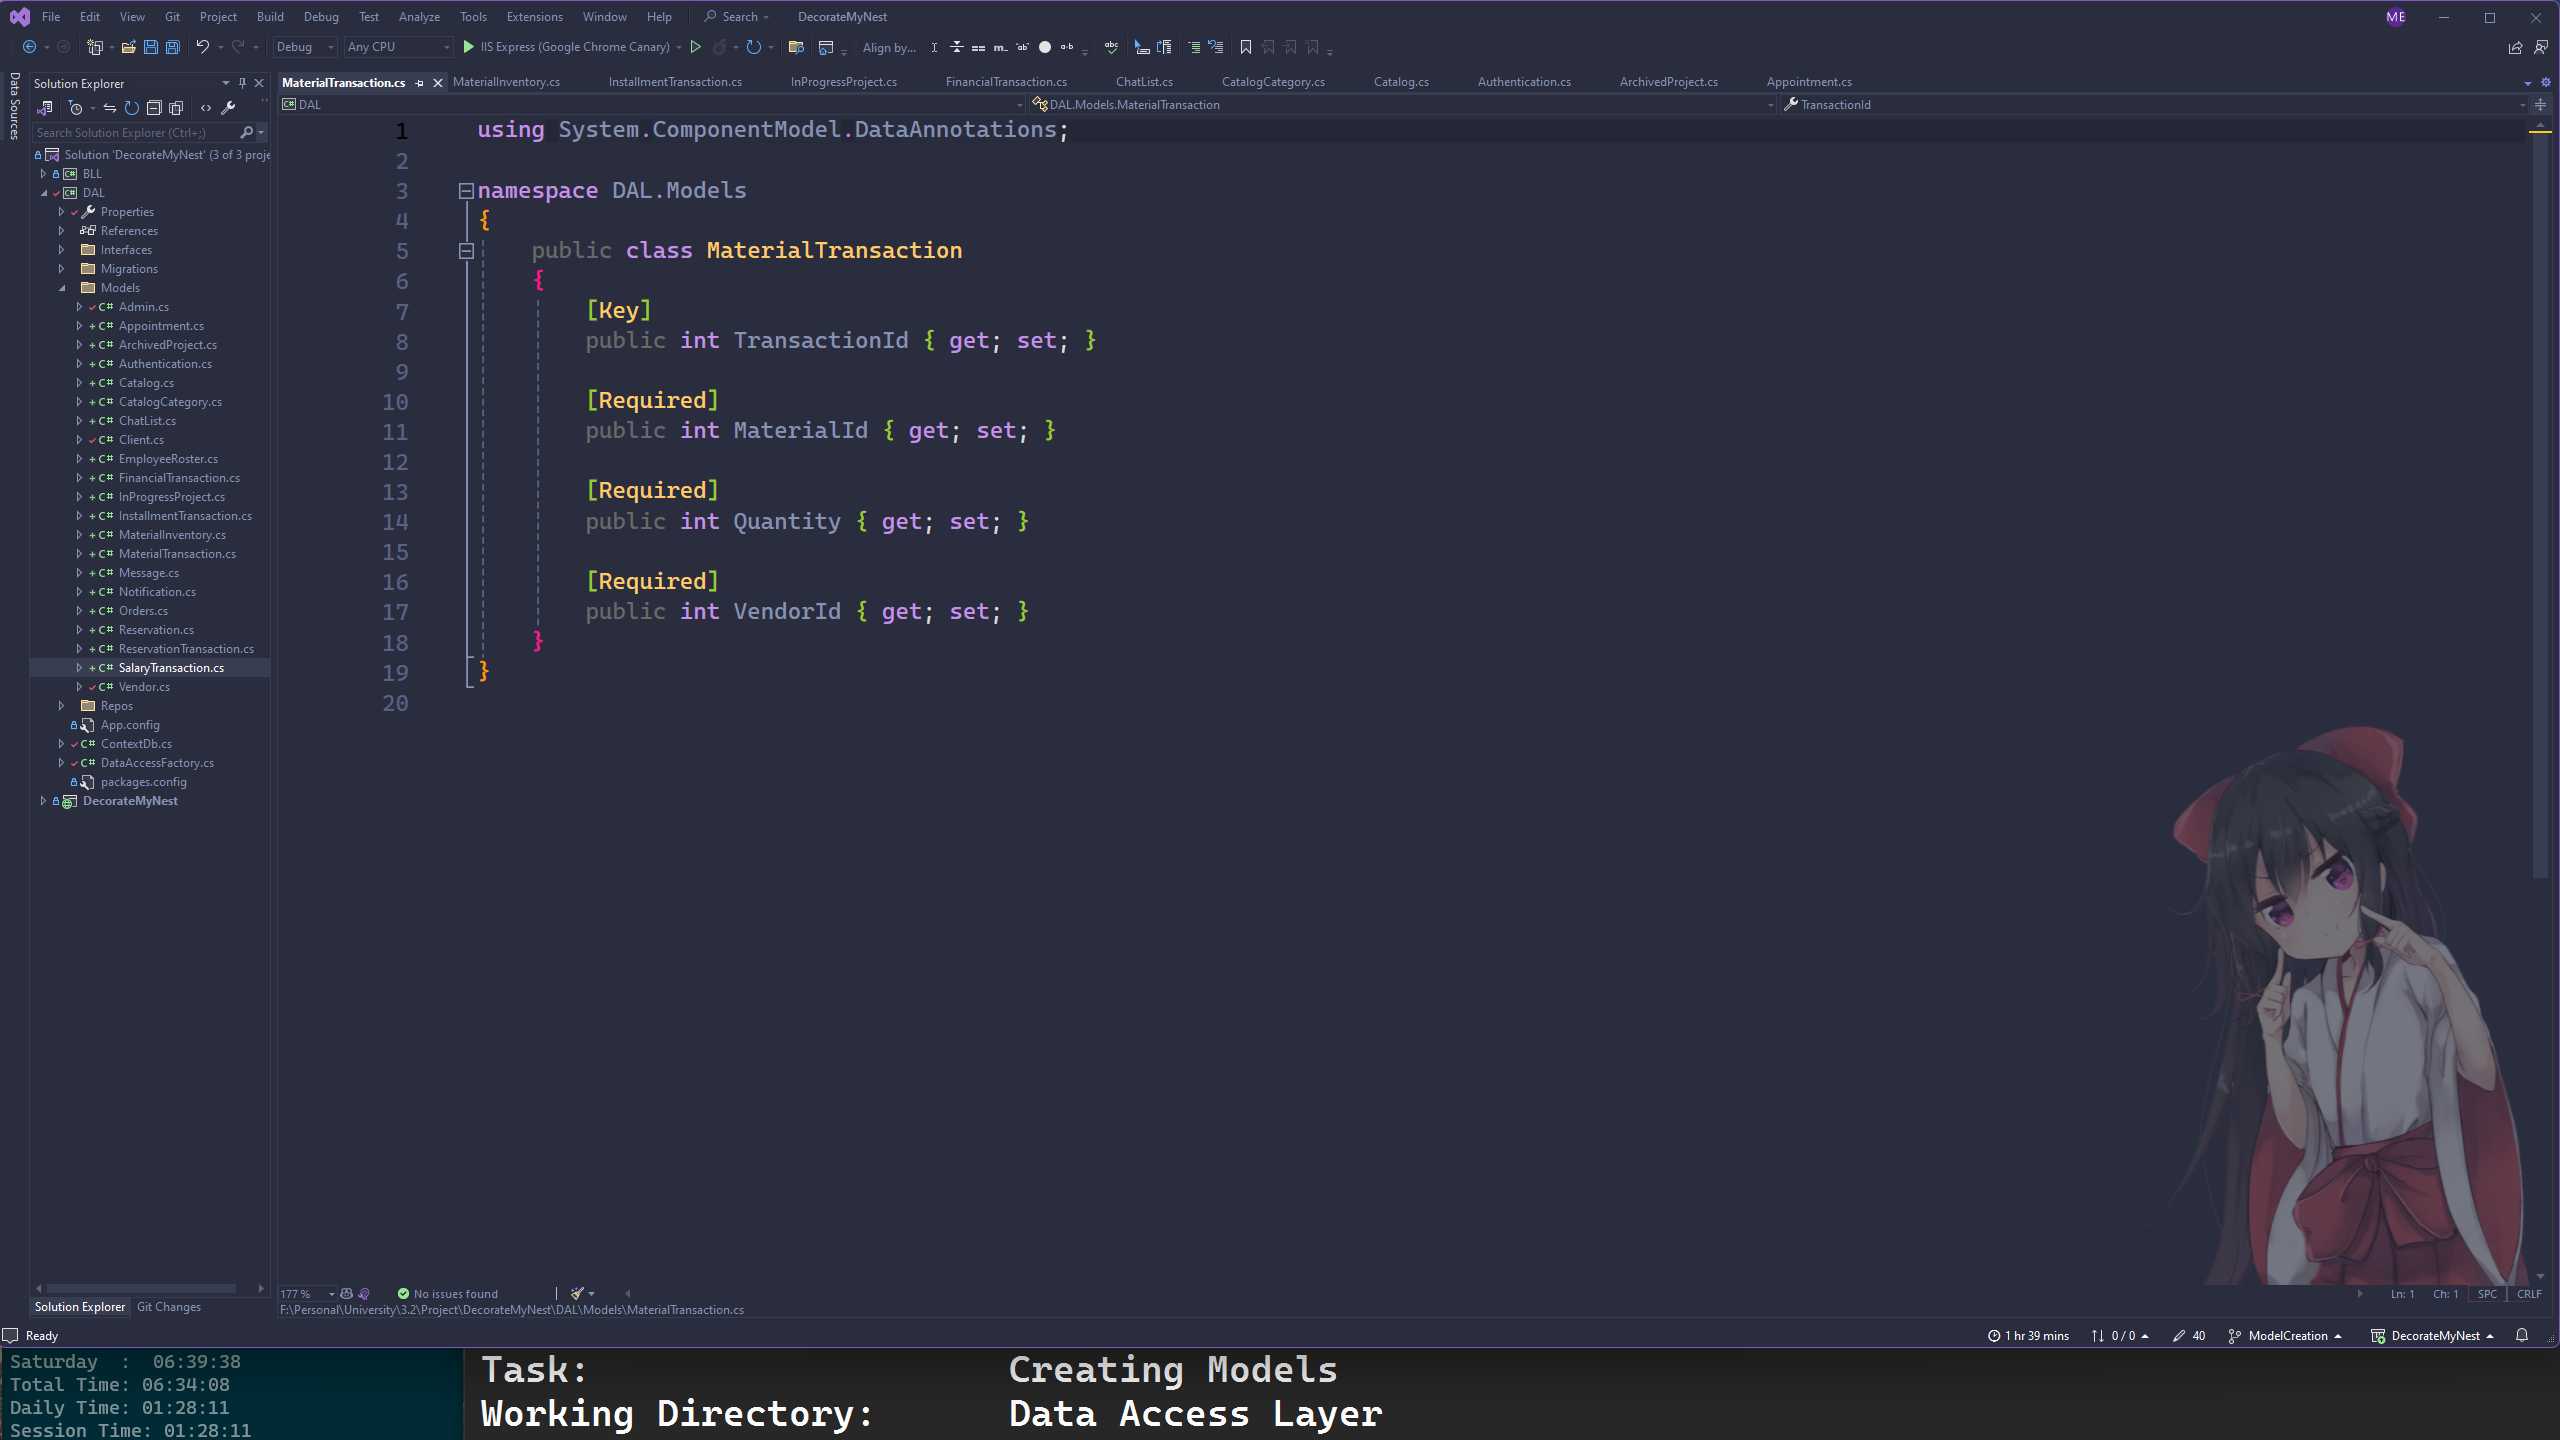 File Edit View Git Project Build Debug Test Analyze Tools Extensions Window Help Search DecorateMyNest ME
Debug Any CPU IIS Express (Google Chrome Canary) Align by...
Data Sources
Solution Explorer
Search Solution Explorer (Ctrl+;)
Solution 'DecorateMyNest' (3 of 3 proje
BLL
DAL
Properties
References
Interfaces
Migrations
Models
C# Admin.cs
C# Appointment.cs
C# ArchivedProject.cs
C# Authentication.cs
C# Catalog.cs
C# CatalogCategory.cs
C# ChatList.cs
C# Client.cs
C# EmployeeRoster.cs
C# FinancialTransaction.cs
C# InProgressProject.cs
C# InstallmentTransaction.cs
C# MaterialInventory.cs
C# MaterialTransaction.cs
C# Message.cs
C# Notification.cs
C# Orders.cs
C# Reservation.cs
C# ReservationTransaction.cs
C# SalaryTransaction.cs
C# Vendor.cs
Repos
App.config
C# ContextDb.cs
C# DataAccessFactory.cs
packages.config
DecorateMyNest
Solution Explorer Git Changes
MaterialTransaction.cs MaterialInventory.cs InstallmentTransaction.cs InProgressProject.cs FinancialTransaction.cs ChatList.cs CatalogCategory.cs Catalog.cs Authentication.cs ArchivedProject.cs Appointment.cs
DAL DAL.Models.MaterialTransaction TransactionId
1 using System.ComponentModel.DataAnnotations;
2
3 namespace DAL.Models
4 {
5 public class MaterialTransaction
6 {
7 [Key]
8 public int TransactionId { get; set; }
9
10 [Required]
11 public int MaterialId { get; set; }
12
13 [Required]
14 public int Quantity { get; set; }
15
16 [Required]
17 public int VendorId { get; set; }
18 }
19 }
20
177 % No issues found Ln: 1 Ch: 1 SPC CRLF
F:\Personal\University\3.2\Project\DecorateMyNest\DAL\Models\MaterialTransaction.cs
Ready 1 hr 39 mins 0 / 0 40 ModelCreation DecorateMyNest
Saturday : 06:39:38
Total Time: 06:34:08
Daily Time: 01:28:11
Session Time: 01:28:11
Task: Creating Models
Working Directory: Data Access Layer